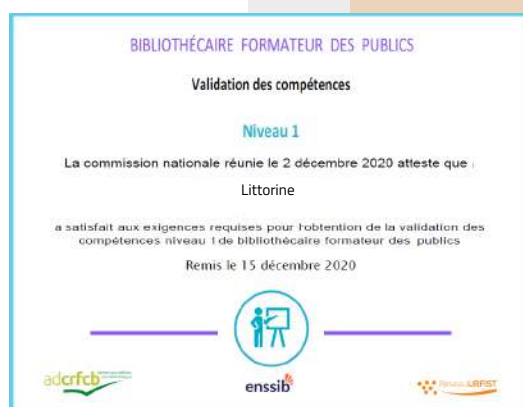 BIBLIOTHÉCAIRE FORMATEUR DES PUBLICS
Validation des compétences
Niveau 1
La commission nationale réunie le 2 décembre 2020 atteste que :
Littorine
a satisfait aux exigences requises pour l'obtention de la validation des
compétences niveau 1 de bibliothécaire formateur des publics
Remis le 15 décembre 2020
adcrfcb
enssib
Réseau URFIST